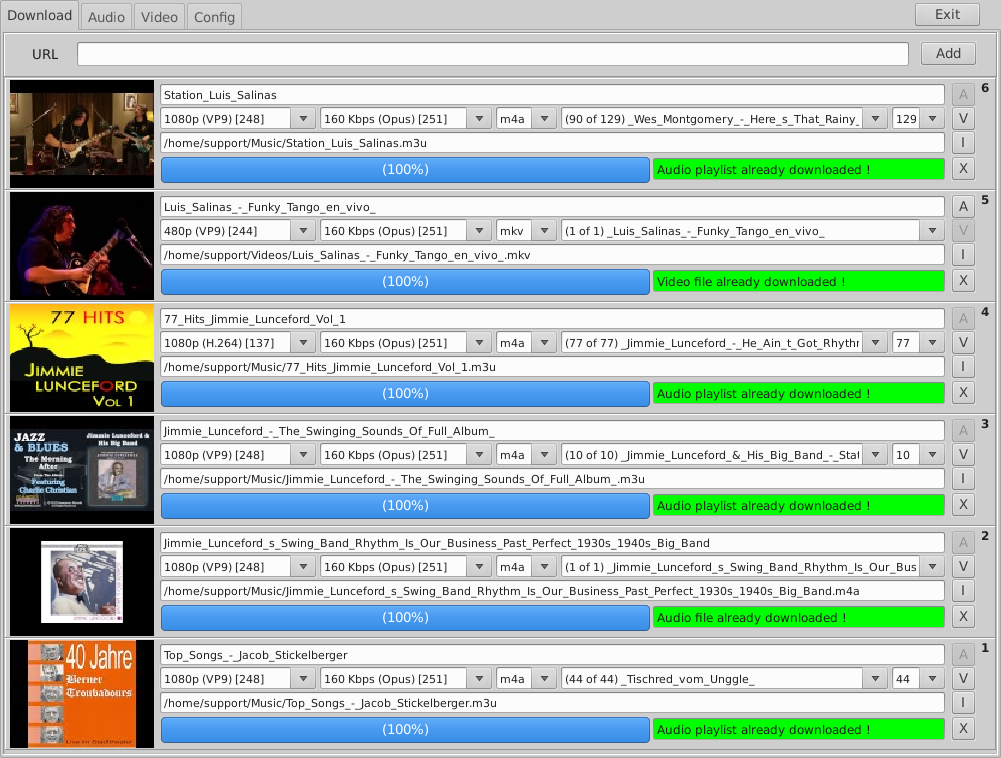 Download Audio Video Config Exit
URL Add
Station_Luis_Salinas A 6
1080p (VP9) [248] 160 Kbps (Opus) [251] m4a (90 of 129) _Wes_Montgomery_-_Here_s_That_Rainy_ 129 V
/home/support/Music/Station_Luis_Salinas.m3u I
(100%) Audio playlist already downloaded ! X
Luis_Salinas_-_Funky_Tango_en_vivo_ A 5
480p (VP9) [244] 160 Kbps (Opus) [251] mkv (1 of 1) _Luis_Salinas_-_Funky_Tango_en_vivo_ V
/home/support/Videos/Luis_Salinas_-_Funky_Tango_en_vivo_.mkv I
(100%) Video file already downloaded ! X
77 HITS
JIMMIE
LUNCEFORD
VOL 1
77_Hits_Jimmie_Lunceford_Vol_1 A 4
1080p (H.264) [137] 160 Kbps (Opus) [251] m4a (77 of 77) _Jimmie_Lunceford_-_He_Ain_t_Got_Rhythm 77 V
/home/support/Music/77_Hits_Jimmie_Lunceford_Vol_1.m3u I
(100%) Audio playlist already downloaded ! X
JAZZ
& BLUES
The Morning
After
Featuring
Charlie Christian
Jimmie Lunceford &
His Big Band
Jimmie_Lunceford_-_The_Swinging_Sounds_Of_Full_Album_ A 3
1080p (VP9) [248] 160 Kbps (Opus) [251] m4a (10 of 10) _Jimmie_Lunceford_&_His_Big_Band_-_Stat 10 V
/home/support/Music/Jimmie_Lunceford_-_The_Swinging_Sounds_Of_Full_Album_.m3u I
(100%) Audio playlist already downloaded ! X
Jimmie_Lunceford_s_Swing_Band_Rhythm_Is_Our_Business_Past_Perfect_1930s_1940s_Big_Band A 2
1080p (VP9) [248] 160 Kbps (Opus) [251] m4a (1 of 1) _Jimmie_Lunceford_s_Swing_Band_Rhythm_Is_Our_Bus V
/home/support/Music/Jimmie_Lunceford_s_Swing_Band_Rhythm_Is_Our_Business_Past_Perfect_1930s_1940s_Big_Band.m4a I
(100%) Audio file already downloaded ! X
40 Jahre
Berner
Troubadours
Top_Songs_-_Jacob_Stickelberger A 1
1080p (VP9) [248] 160 Kbps (Opus) [251] m4a (44 of 44) _Tischred_vom_Unggle_ 44 V
/home/support/Music/Top_Songs_-_Jacob_Stickelberger.m3u I
(100%) Audio playlist already downloaded ! X